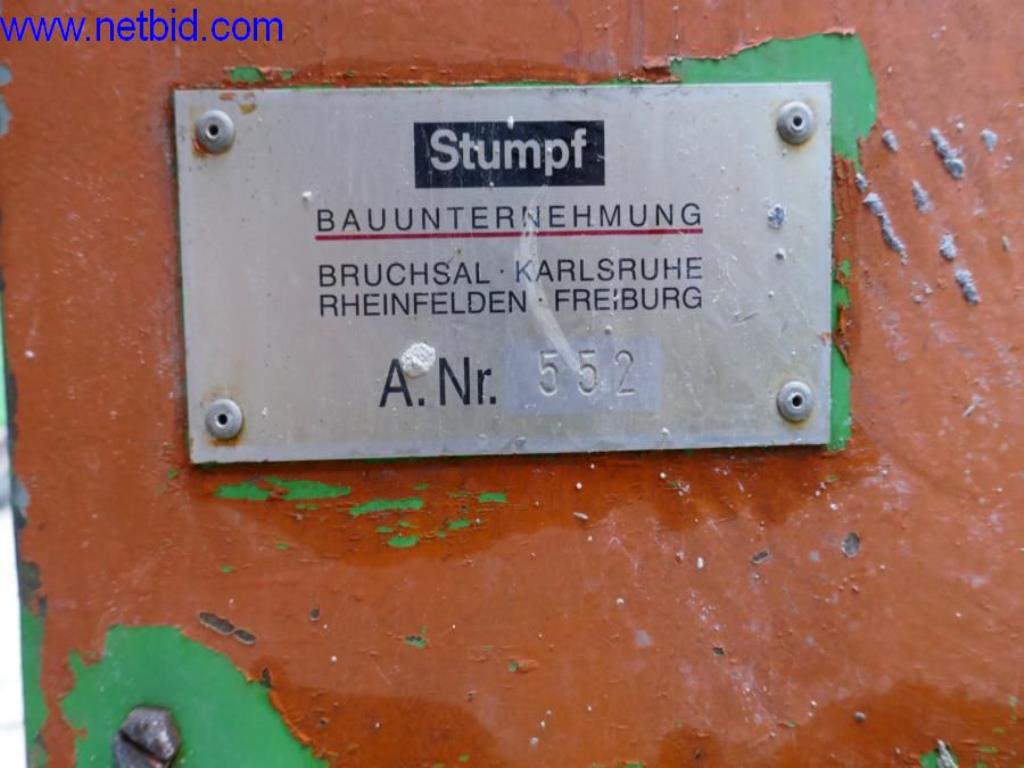 www.netbid.com
Stumpf
BAUUNTERNEHMUNG
BRUCHSAL · KARLSRUHE
RHEINFELDEN · FREIBURG
A. Nr. 552